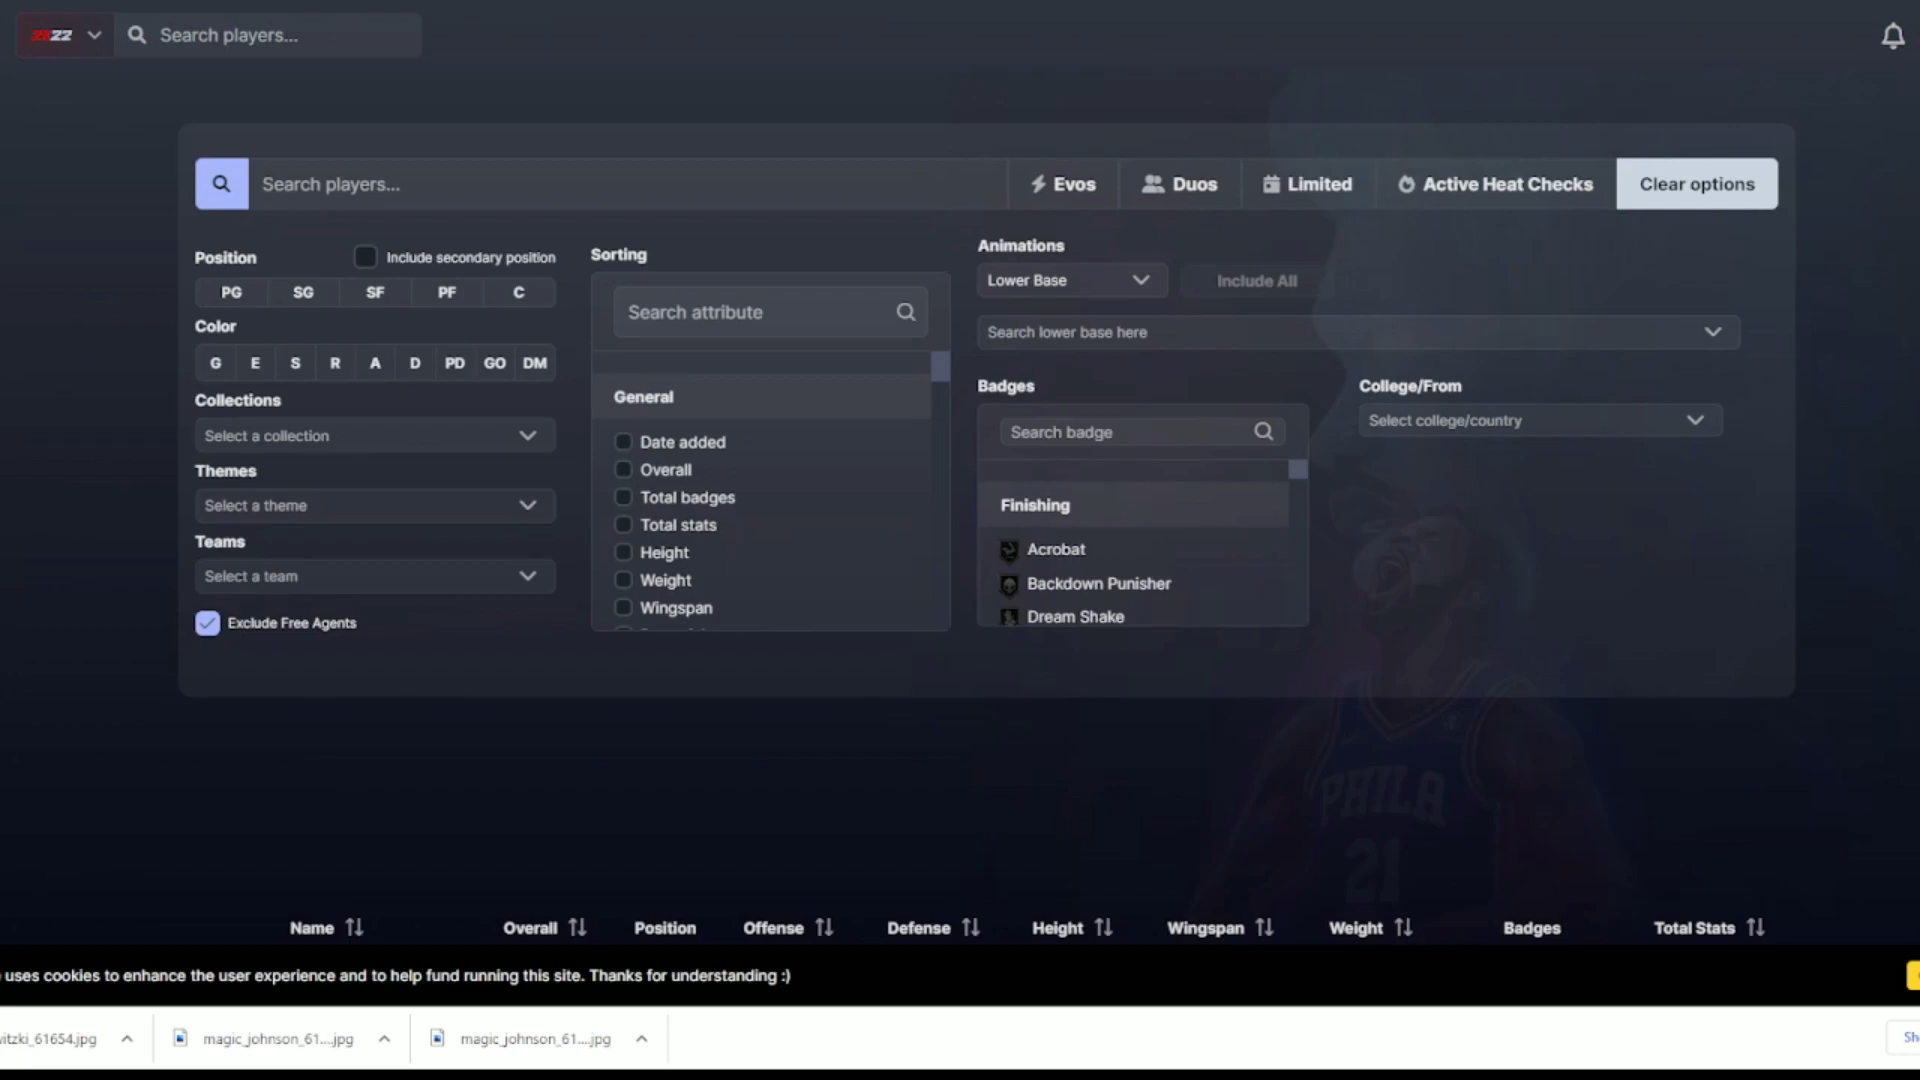 2K22
Search players...
Search players...
Evos
Duos
Limited
Active Heat Checks
Clear options
Position
Include secondary position
PG SG SF PF C
Color
G E S R A D PD GO DM
Collections
Select a collection
Themes
Select a theme
Teams
Select a team
Exclude Free Agents
Sorting
Search attribute
General
Date added
Overall
Total badges
Total stats
Height
Weight
Wingspan
Animations
Lower Base
Include All
Search lower base here
Badges
Search badge
Finishing
Acrobat
Backdown Punisher
Dream Shake
College/From
Select college/country
PHILA
21
Name Overall Position Offense Defense Height Wingspan Weight Badges Total Stats
uses cookies to enhance the user experience and to help fund running this site. Thanks for understanding :)
witzki_61654.jpg
magic_johnson_61....jpg
magic_johnson_61....jpg
Sh